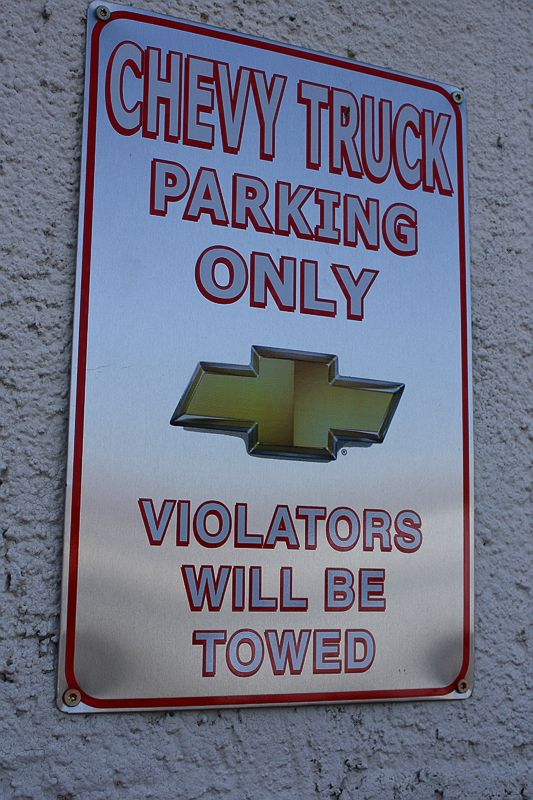 CHEVY TRUCK
PARKING
ONLY
®
VIOLATORS
WILL BE
TOWED